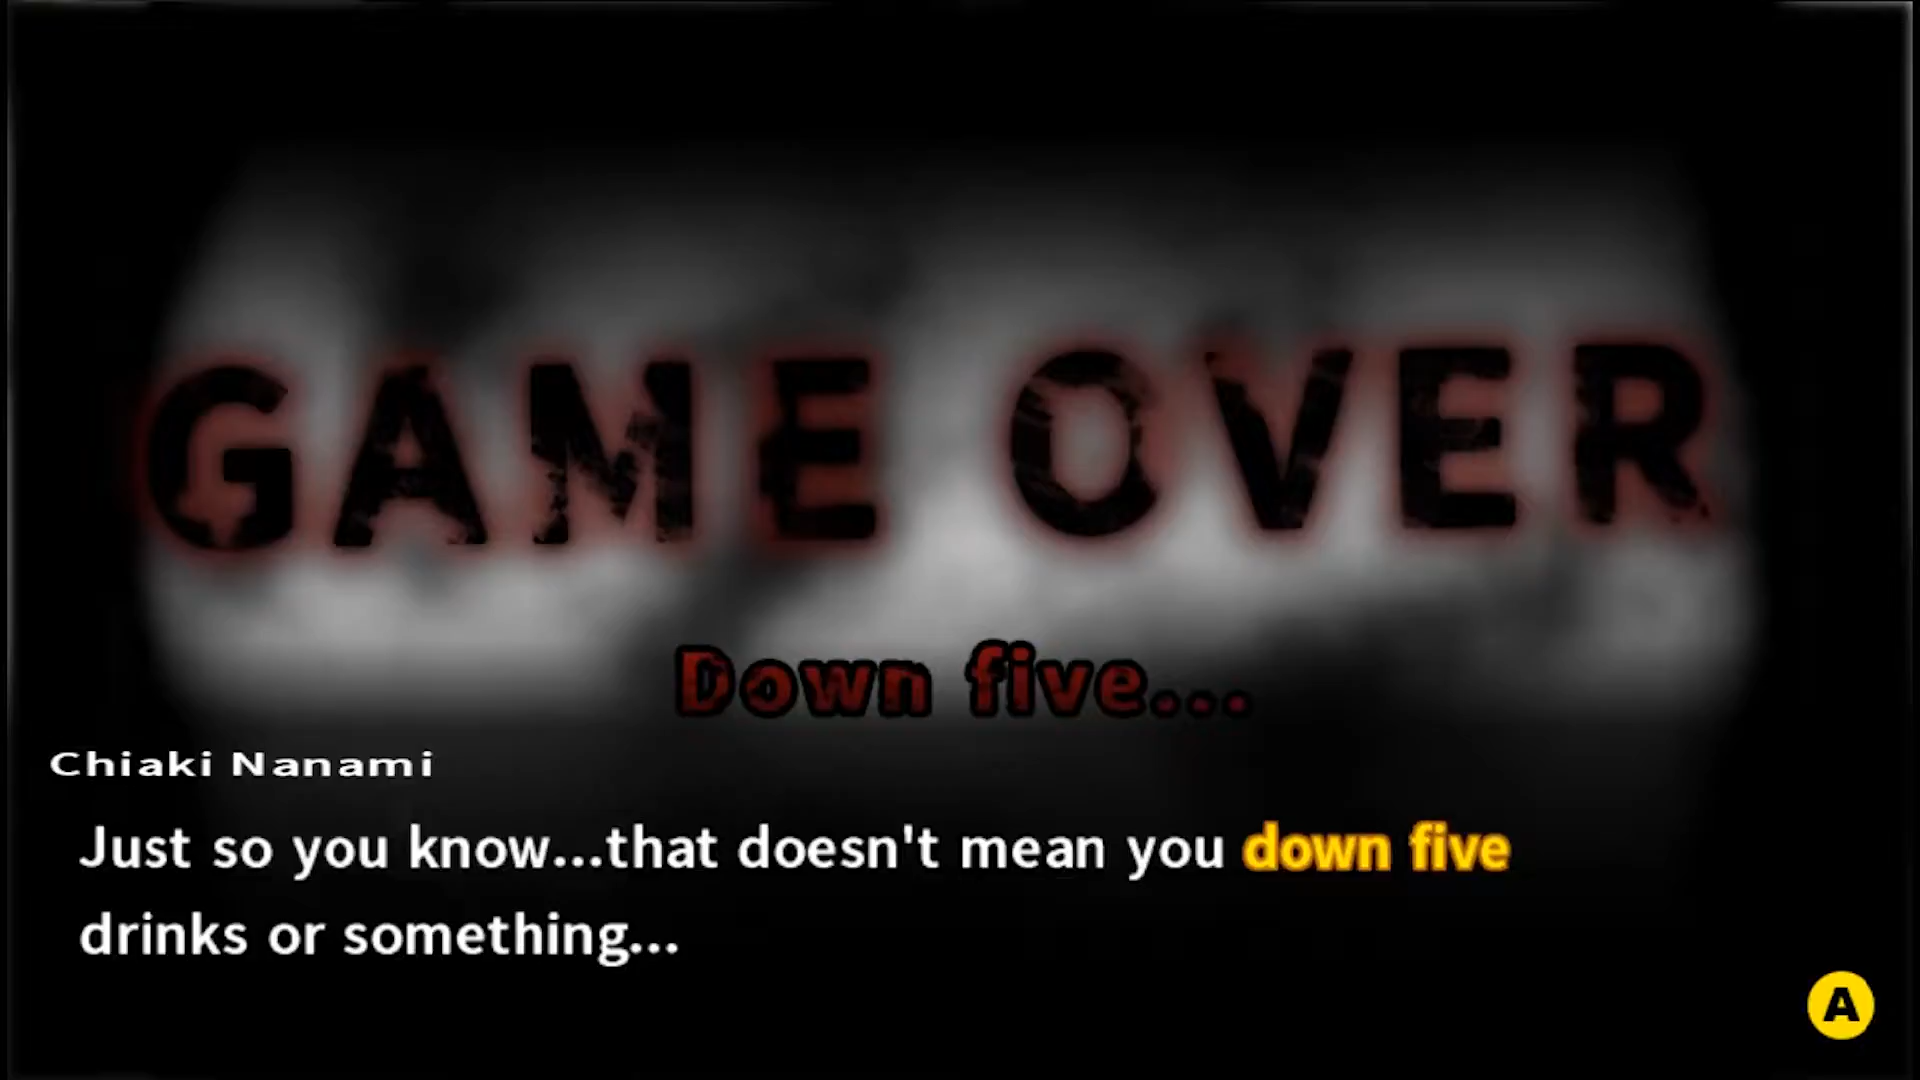 GAME OVER
Down five...
Chiaki Nanami
Just so you know...that doesn't mean you down five
drinks or something...
A